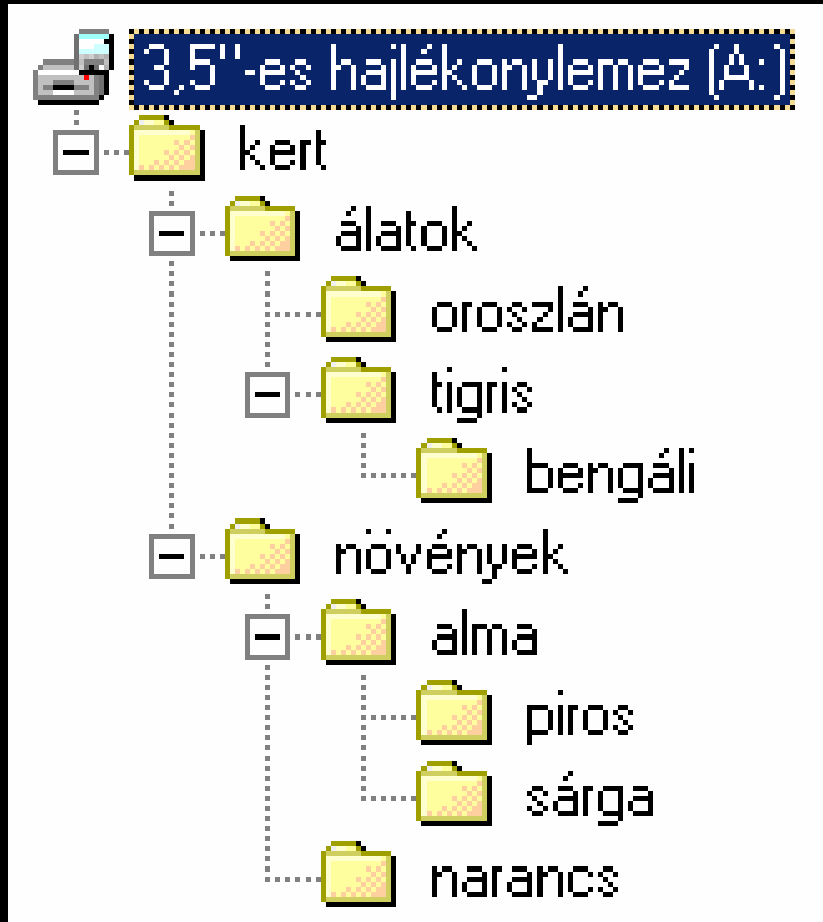 3,5''-es hajlékonylemez (A:)
kert
álatok
oroszlán
tigris
bengáli
növények
alma
piros
sárga
narancs